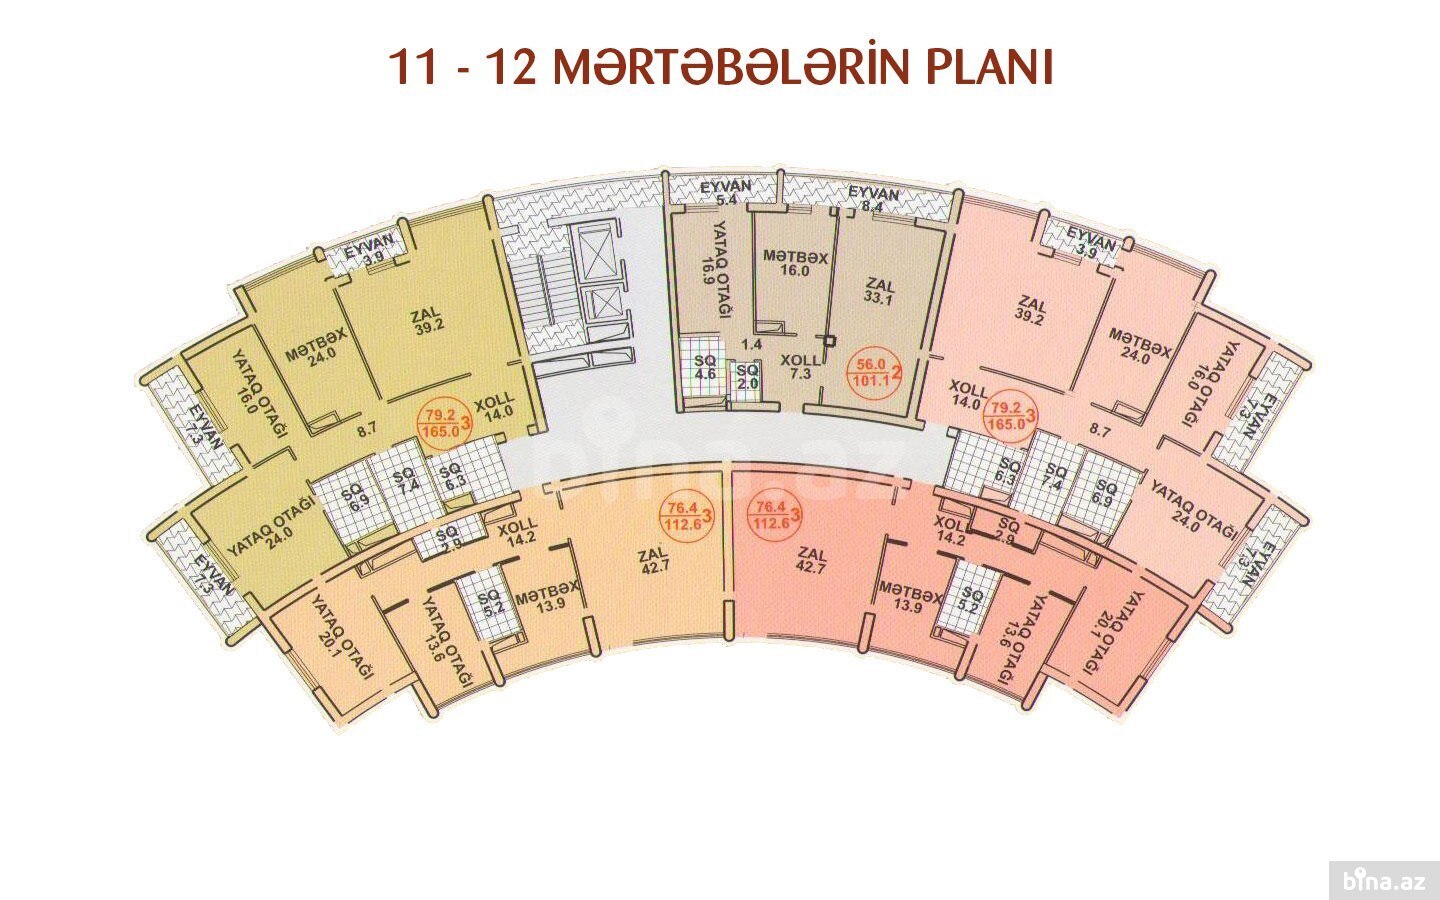 11 - 12 MƏRTƏBƏLƏRİN PLANI
EYVAN
5.4
EYVAN
8.4
EYVAN
3.9
ZAL
39.2
MƏTBƏX
24.0
YATAQ OTAĞI
16.0
EYVAN
7.3
8.7
79.2
165.0
3
XOLL
14.0
SQ
6.9
SQ
7.4
SQ
6.3
YATAQ OTAĞI
24.0
EYVAN
7.3
YATAQ OTAĞI
16.9
MƏTBƏX
16.0
ZAL
33.1
1.4
SQ
4.6
SQ
2.0
XOLL
7.3
56.0
101.1
2
EYVAN
3.9
ZAL
39.2
MƏTBƏX
24.0
YATAQ OTAĞI
16.0
EYVAN
7.3
XOLL
14.0
79.2
165.0
3
8.7
SQ
6.3
SQ
7.4
SQ
6.9
YATAQ OTAĞI
24.0
EYVAN
7.3
YATAQ OTAĞI
20.1
YATAQ OTAĞI
13.6
SQ
2.9
XOLL
14.2
SQ
5.2
MƏTBƏX
13.9
ZAL
42.7
76.4
112.6
3
76.4
112.6
3
ZAL
42.7
XOLL
14.2
SQ
2.9
MƏTBƏX
13.9
SQ
5.2
YATAQ OTAĞI
13.6
YATAQ OTAĞI
20.1
bina.az
bina.az